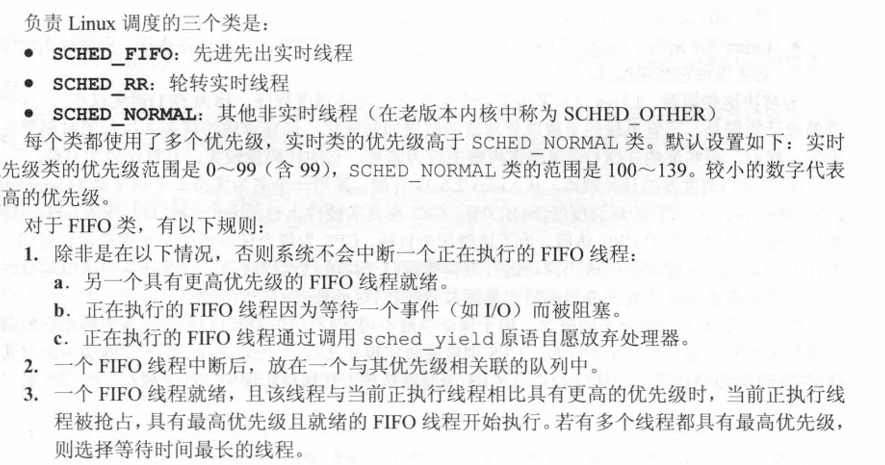 负责 Linux 调度的三个类是：
● SCHED_FIFO：先进先出实时线程
● SCHED_RR：轮转实时线程
● SCHED_NORMAL：其他非实时线程（在老版本内核中称为 SCHED_OTHER）
每个类都使用了多个优先级，实时类的优先级高于 SCHED_NORMAL 类。默认设置如下：实时
先级类的优先级范围是 0～99（含 99），SCHED_NORMAL 类的范围是 100～139。较小的数字代表
高的优先级。
对于 FIFO 类，有以下规则：
1. 除非是在以下情况，否则系统不会中断一个正在执行的 FIFO 线程：
a．另一个具有更高优先级的 FIFO 线程就绪。
b．正在执行的 FIFO 线程因为等待一个事件（如 I/O）而被阻塞。
c．正在执行的 FIFO 线程通过调用 sched_yield 原语自愿放弃处理器。
2. 一个 FIFO 线程中断后，放在一个与其优先级相关联的队列中。
3. 一个 FIFO 线程就绪，且该线程与当前正执行线程相比具有更高的优先级时，当前执行线
程被抢占，具有最高优先级且就绪的 FIFO 线程开始执行。若有多个线程都具有最高优先级，
则选择等待时间最长的线程。